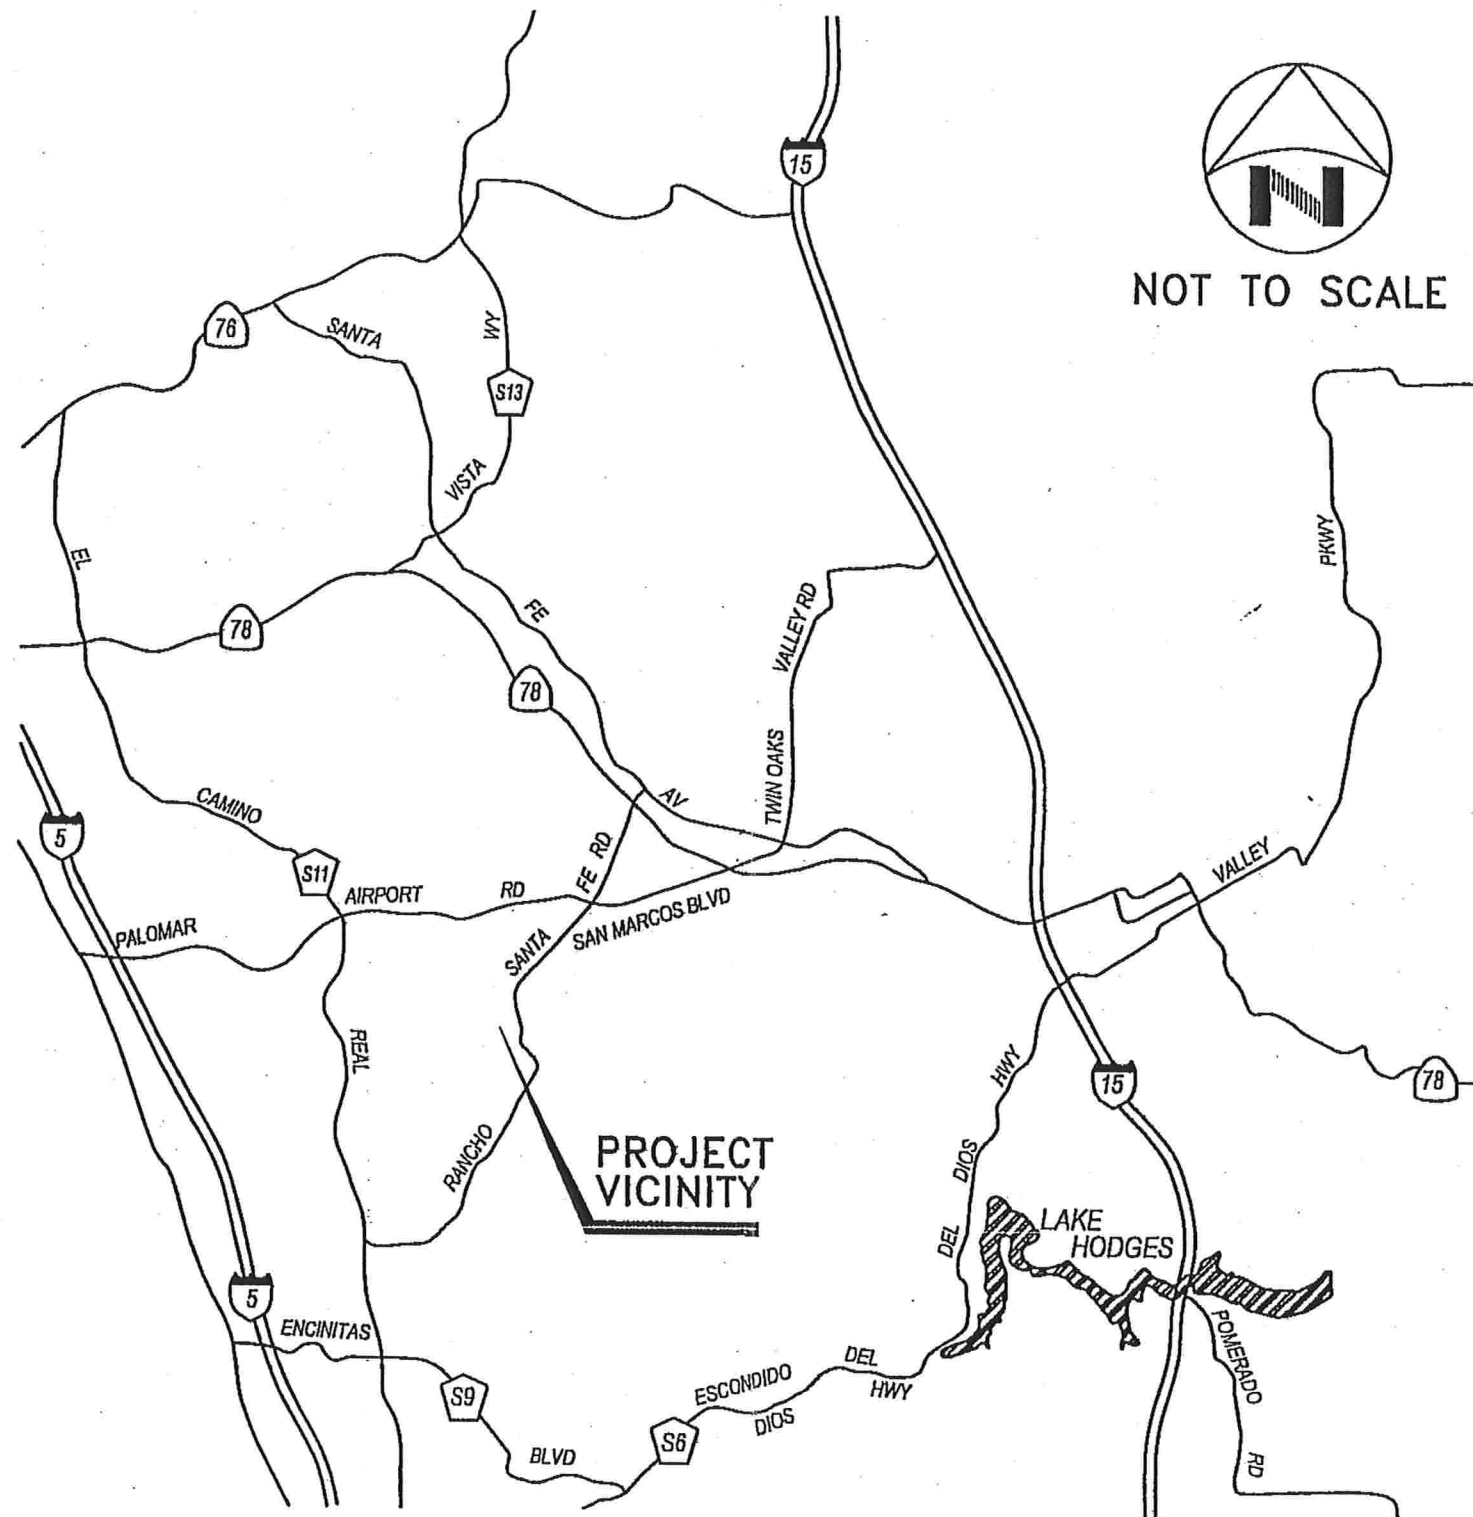 15
N
NOT TO SCALE
76
SANTA
WY
S13
VISTA
EL
PKWY
78
FE
VALLEY RD
78
TWIN OAKS
AV
CAMINO
5
FE RD
VALLEY
S11
AIRPORT
RD
PALOMAR
SAN MARCOS BLVD
SANTA
REAL
HWY
15
78
RANCHO
PROJECT
VICINITY
DIOS
DEL
LAKE
HODGES
5
ENCINITAS
POMERADO
RD
S9
ESCONDIDO
DEL
HWY
DIOS
S6
BLVD